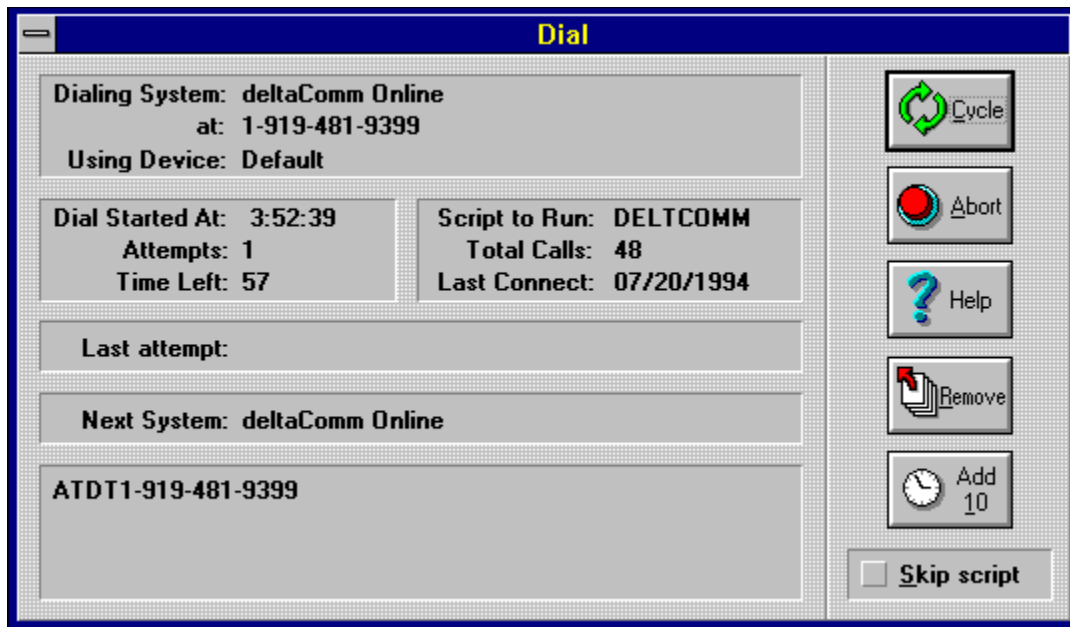 Dial
Dialing System: deltaComm Online
at: 1-919-481-9399
Using Device: Default
Dial Started At: 3:52:39
Attempts: 1
Time Left: 57
Script to Run: DELTCOMM
Total Calls: 48
Last Connect: 07/20/1994
Last attempt:
Next System: deltaComm Online
ATDT1-919-481-9399
Cycle
Abort
Help
Remove
Add
10
Skip script